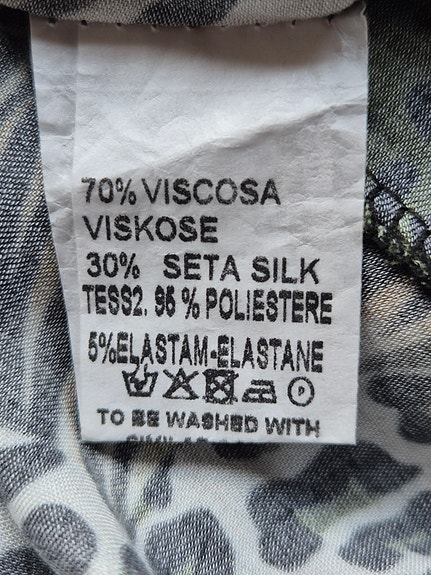 70% VISCOSA
VISKOSE
30% SETA SILK
TESS2. 95 % POLIESTERE
5%ELASTAM-ELASTANE
P
TO BE WASHED WITH